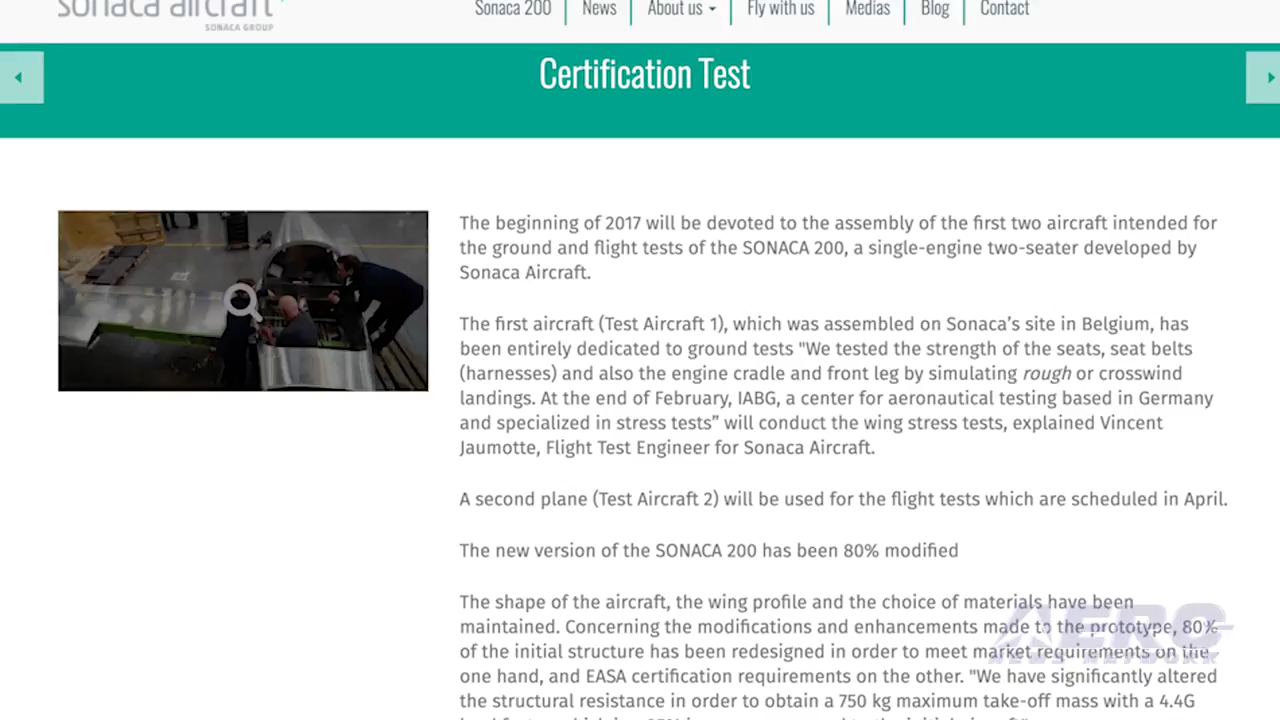 sonaca aircraft
SONACA GROUP
Sonaca 200
News
About us
Fly with us
Medias
Blog
Contact
Certification Test
The beginning of 2017 will be devoted to the assembly of the first two aircraft intended for
the ground and flight tests of the SONACA 200, a single-engine two-seater developed by
Sonaca Aircraft.
The first aircraft (Test Aircraft 1), which was assembled on Sonaca’s site in Belgium, has
been entirely dedicated to ground tests "We tested the strength of the seats, seat belts
(harnesses) and also the engine cradle and front leg by simulating rough or crosswind
landings. At the end of February, IABG, a center for aeronautical testing based in Germany
and specialized in stress tests” will conduct the wing stress tests, explained Vincent
Jaumotte, Flight Test Engineer for Sonaca Aircraft.
A second plane (Test Aircraft 2) will be used for the flight tests which are scheduled in April.
The new version of the SONACA 200 has been 80% modified
The shape of the aircraft, the wing profile and the choice of materials have been
maintained. Concerning the modifications and enhancements made to the prototype, 80%
of the initial structure has been redesigned in order to meet market requirements on the
one hand, and EASA certification requirements on the other. "We have significantly altered
the structural resistance in order to obtain a 750 kg maximum take-off mass with a 4.4G
AERO
NEWS NETWORK